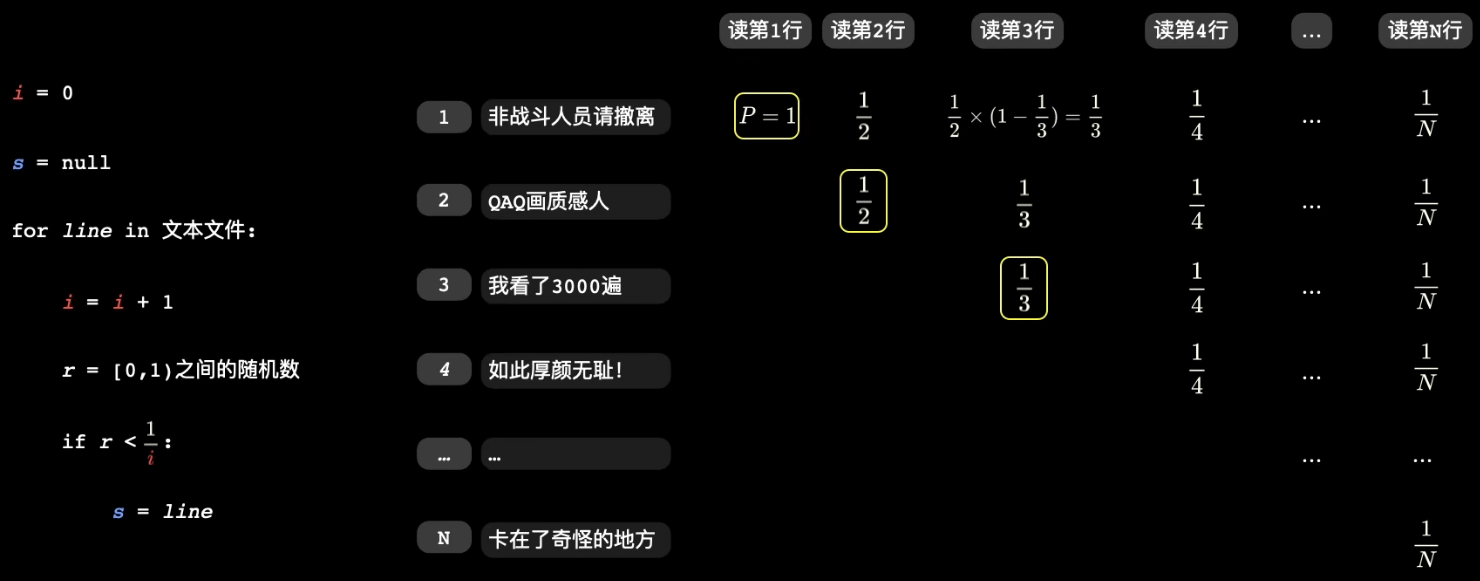 读第1行 读第2行 读第3行 读第4行 ... 读第N行
i = 0
s = null
for line in 文本文件:
i = i + 1
r = [0,1)之间的随机数
if r < 1/i :
s = line
1 非战斗人员请撤离 P = 1 1/2 1/2 × (1 − 1/3) = 1/3 1/4 ... 1/N
2 QAQ画质感人 1/2 1/3 1/4 ... 1/N
3 我看了3000遍 1/3 1/4 ... 1/N
4 如此厚颜无耻! 1/4 ... 1/N
... ... ... ...
N 卡在了奇怪的地方 1/N